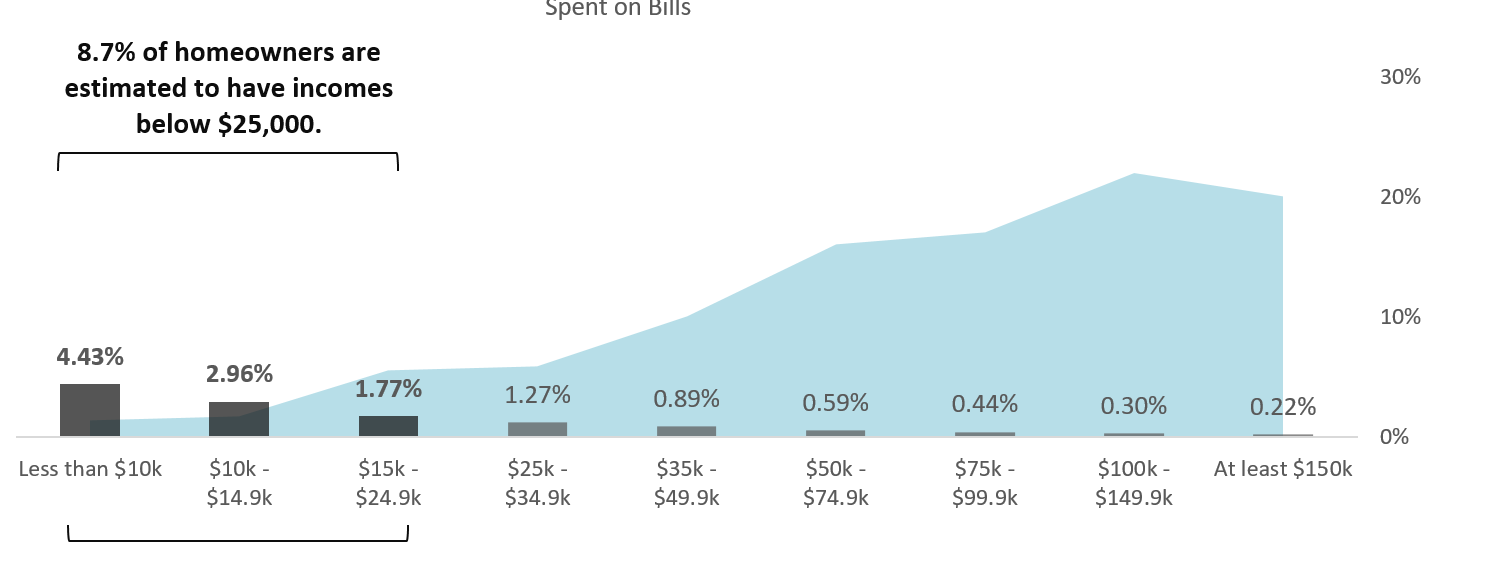 Spent on Bills
8.7% of homeowners are
estimated to have incomes
below $25,000.
30%
20%
10%
0%
4.43%
2.96%
1.77%
1.27%
0.89%
0.59%
0.44%
0.30%
0.22%
Less than $10k
$10k -
$14.9k
$15k -
$24.9k
$25k -
$34.9k
$35k -
$49.9k
$50k -
$74.9k
$75k -
$99.9k
$100k -
$149.9k
At least $150k